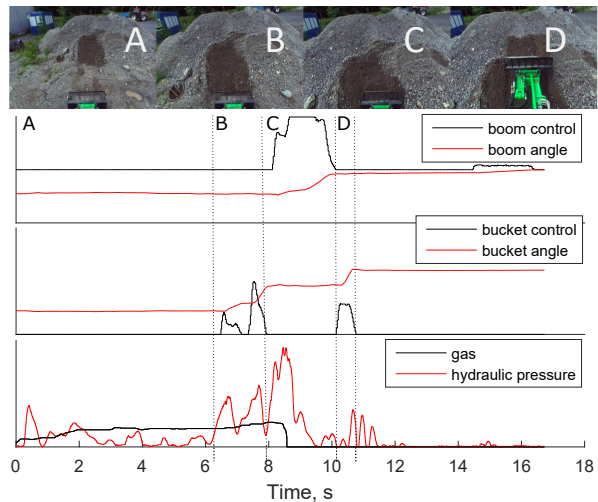 A B C D
A B C D
boom control
boom angle
bucket control
bucket angle
gas
hydraulic pressure
0 2 4 6 8 10 12 14 16 18
Time, s